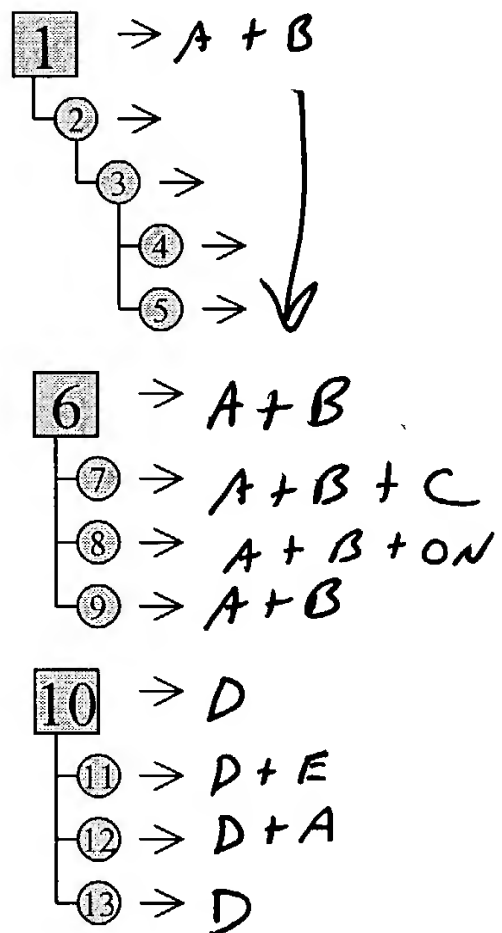 1 → A + B
2 →
3 →
4 →
5 →
6 → A + B
7 → A + B + C
8 → A + B + ON
9 → A + B
10 → D
11 → D + E
12 → D + A
13 → D